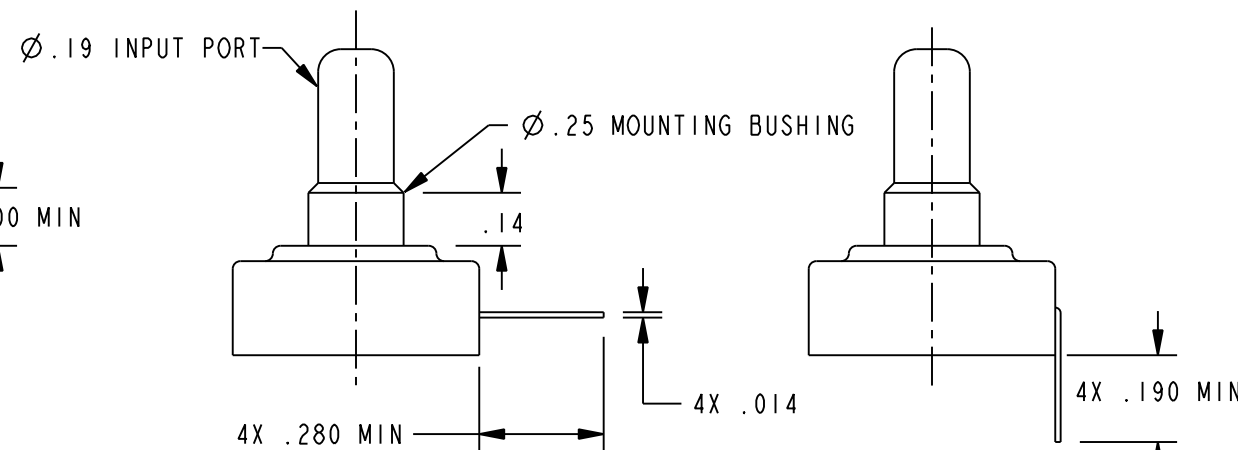 Ø.19 INPUT PORT
Ø.25 MOUNTING BUSHING
MIN
.14
4X .190 MIN
4X .014
4X .280 MIN